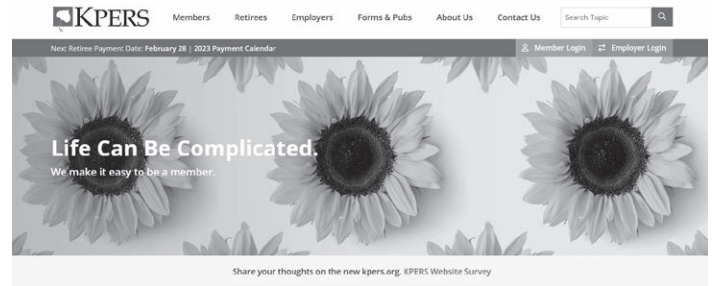 KPERS
Members Retirees Employers Forms & Pubs About Us Contact Us Search Topic
Next Retiree Payment Date: February 28 | 2023 Payment Calendar Member Login Employer Login
Life Can Be Complicated.
We make it easy to be a member.
Share your thoughts on the new kpers.org. KPERS Website Survey